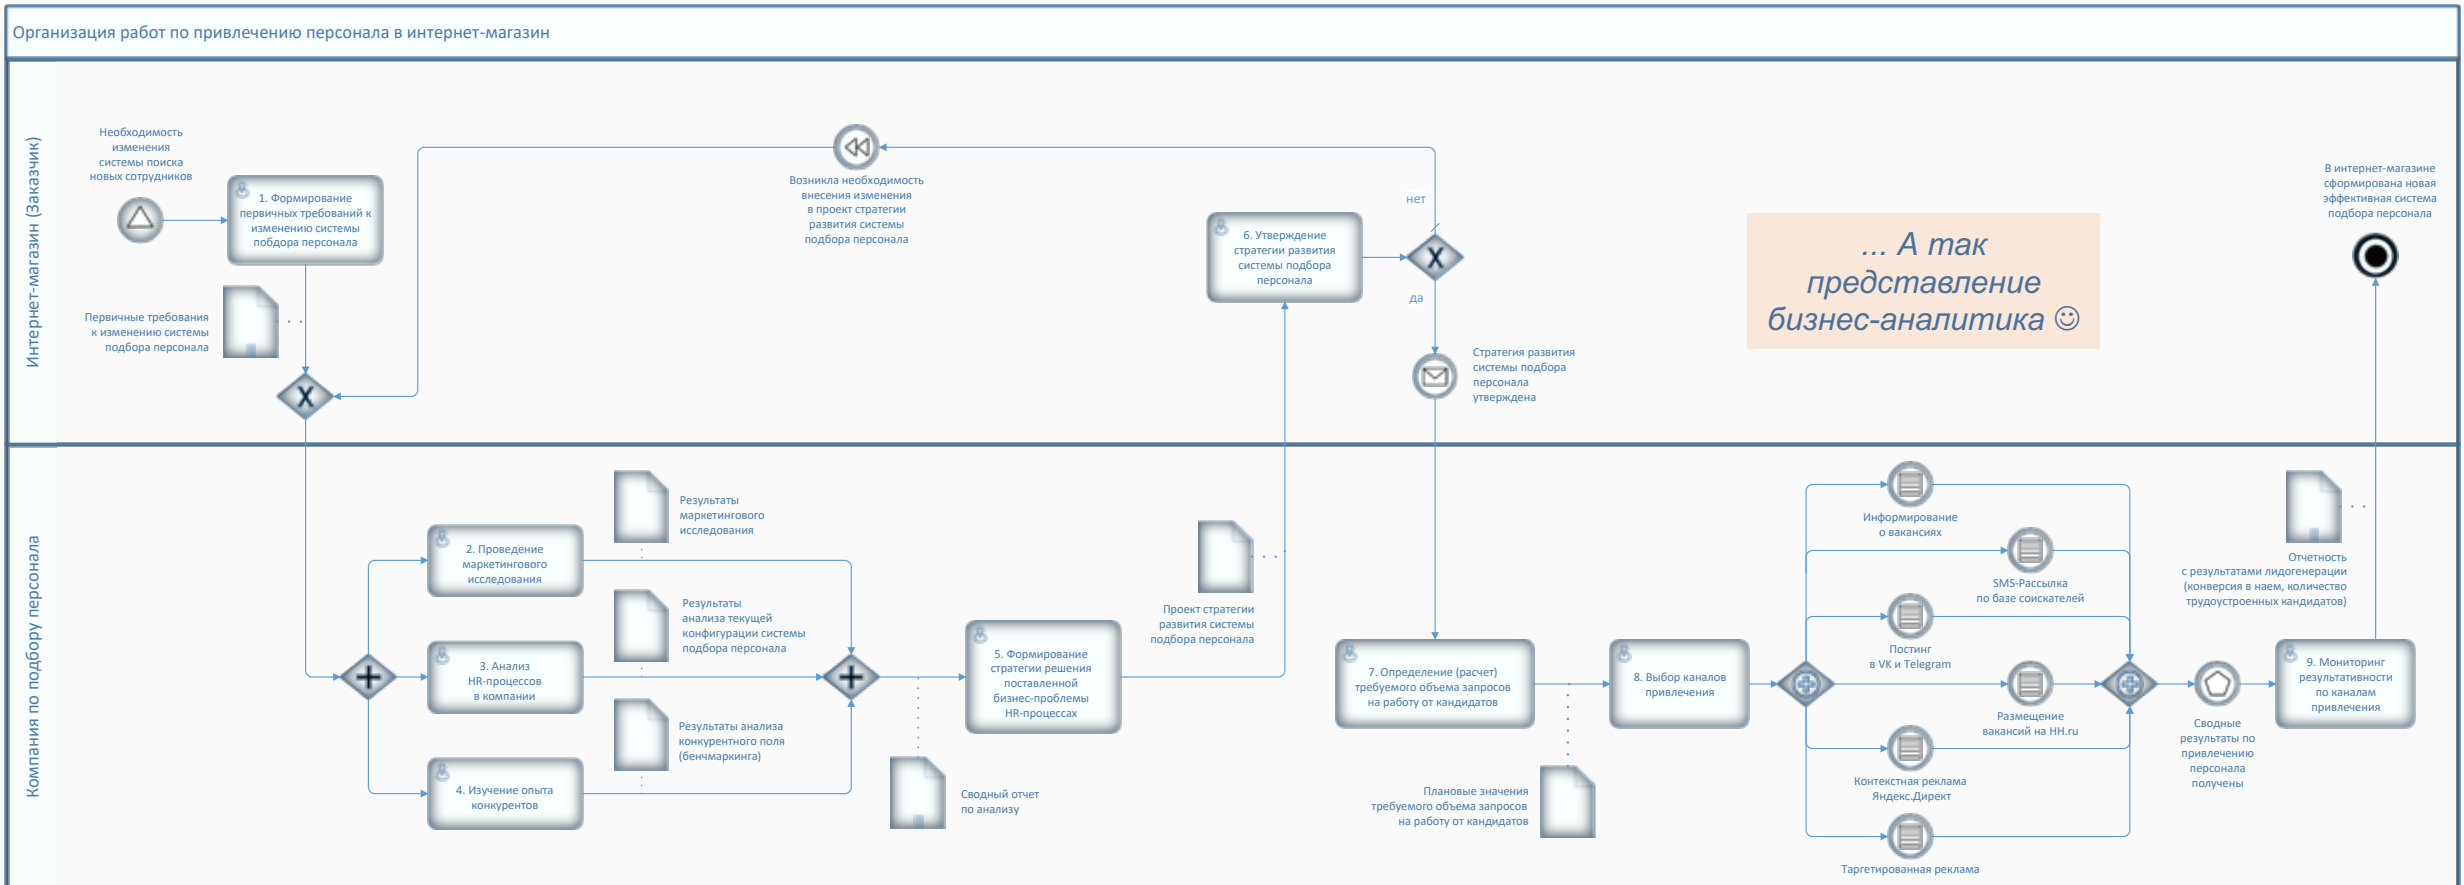 Организация работ по привлечению персонала в интернет-магазин
Интернет-магазин (Заказчик)
Необходимость
изменения
системы поиска
новых сотрудников
1. Формирование
первичных требований к
изменению системы
побдора персонала
Первичные требования
к изменению системы
подбора персонала
X
Возникла необходимость
внесения изменения
в проект стратегии
развития системы
подбора персонала
6. Утверждение
стратегии развития
системы подбора
персонала
нет
X
да
Стратегия развития
системы подбора
персонала
утверждена
... А так
представление
бизнес-аналитика ☺
В интернет-магазине
сформирована новая
эффективная система
подбора персонала
Компания по подбору персонала
2. Проведение
маркетингового
исследования
3. Анализ
HR-процессов
в компании
4. Изучение опыта
конкурентов
Результаты
маркетингового
исследования
Результаты
анализа текущей
конфигурации системы
подбора персонала
Результаты анализа
конкурентного поля
(бенчмаркинга)
Сводный отчет
по анализу
5. Формирование
стратегии решения
поставленной
бизнес-проблемы
HR-процессах
Проект стратегии
развития системы
подбора персонала
7. Определение (расчет)
требуемого объема запросов
на работу от кандидатов
Плановые значения
требуемого объема запросов
на работу от кандидатов
8. Выбор каналов
привлечения
Информирование
о вакансиях
SMS-Рассылка
по базе соискателей
Постинг
в VK и Telegram
Размещение
вакансий на HH.ru
Контекстная реклама
Яндекс.Директ
Таргетированная реклама
Сводные
результаты по
привлечению
персонала
получены
Отчетность
с результатами лидогенерации
(конверсия в наем, количество
трудоустроенных кандидатов)
9. Мониторинг
результативности
по каналам
привлечения